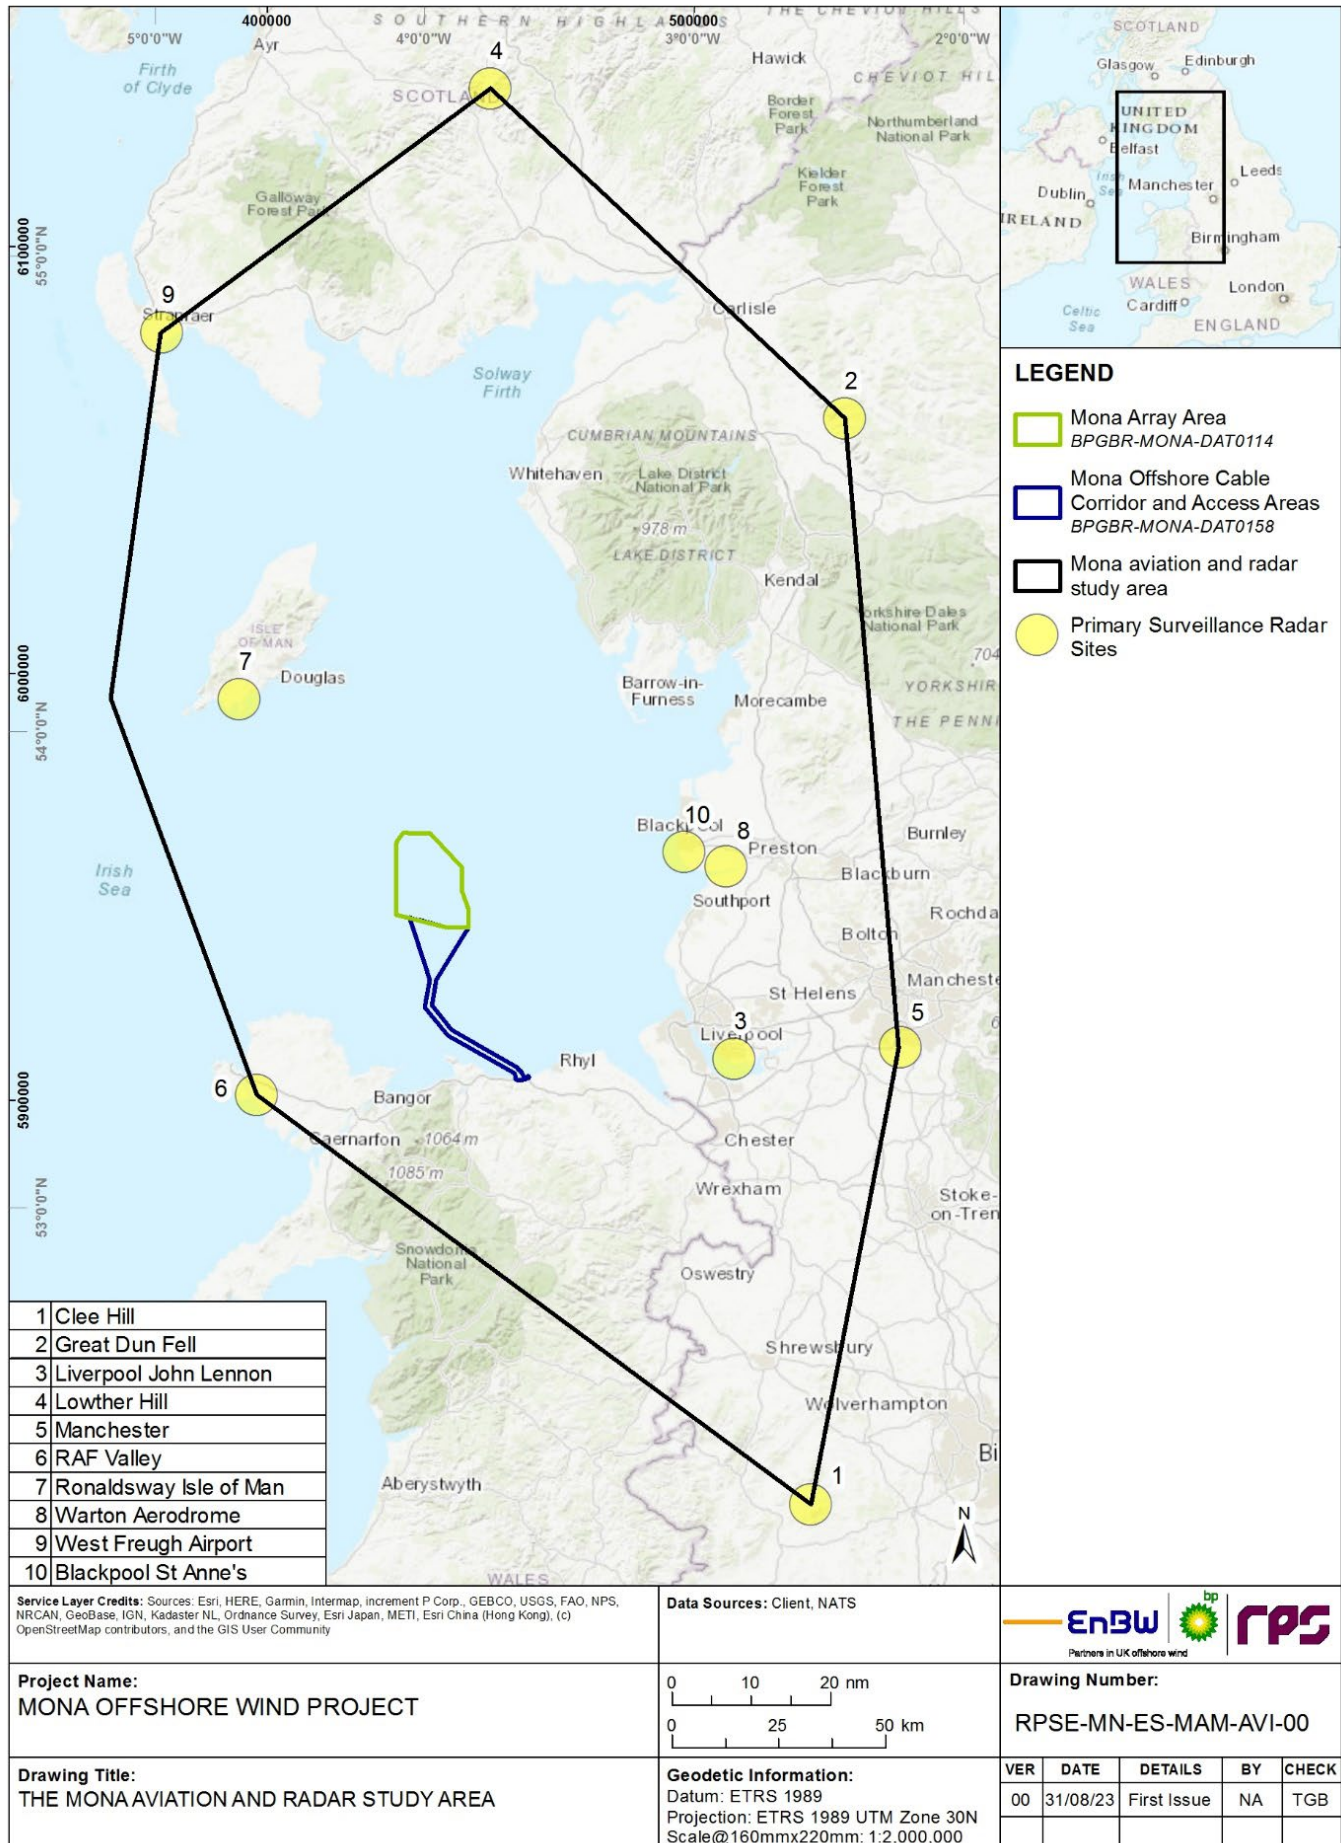 400000
500000
5°0'0"W
4°0'0"W
3°0'0"W
2°0'0"W
SOUTHERN HIGHLANDS
THE CHEVIOT HILLS
Ayr
Firth
of Clyde
4
SCOTLAND
Hawick
CHEVIOT HIL
Border
Forest
Park
Northumberland
National Park
Kielder
Forest
Park
Galloway
Forest Park
6100000
55°0'0"N
9
Stranraer
Carlisle
Solway
Firth
2
CUMBRIAN MOUNTAINS
Whitehaven
Lake District
National Park
978 m
LAKE DISTRICT
Kendal
Yorkshire Dales
National Park
704
ISLE
OF MAN
7
Douglas
6000000
54°0'0"N
Barrow-in-
Furness
Morecambe
YORKSHIR
THE PENNI
10
Blackpool
8
Preston
Burnley
Irish
Sea
Blackburn
Southport
Rochda
Bolton
Mancheste
St Helens
3
Liverpool
5
Rhyl
6
Bangor
5900000
Caernarfon
1064 m
1085 m
Chester
Wrexham
Stoke-
on-Tren
53°0'0"N
Snowdonia
National
Park
Oswestry
Shrewsbury
Wolverhampton
Bi
Aberystwyth
1
N
WALES
1 Clee Hill
2 Great Dun Fell
3 Liverpool John Lennon
4 Lowther Hill
5 Manchester
6 RAF Valley
7 Ronaldsway Isle of Man
8 Warton Aerodrome
9 West Freugh Airport
10 Blackpool St Anne's
SCOTLAND
Glasgow
Edinburgh
UNITED
KINGDOM
Belfast
Irish
Sea
Leeds
Dublin
Manchester
IRELAND
Birmingham
WALES
London
Cardiff
Celtic
Sea
ENGLAND
LEGEND
Mona Array Area
BPGBR-MONA-DAT0114
Mona Offshore Cable
Corridor and Access Areas
BPGBR-MONA-DAT0158
Mona aviation and radar
study area
Primary Surveillance Radar
Sites
Service Layer Credits: Sources: Esri, HERE, Garmin, Intermap, increment P Corp., GEBCO, USGS, FAO, NPS,
NRCAN, GeoBase, IGN, Kadaster NL, Ordnance Survey, Esri Japan, METI, Esri China (Hong Kong), (c)
OpenStreetMap contributors, and the GIS User Community
Data Sources: Client, NATS
EnBW
bp
rps
Partners in UK offshore wind
Project Name:
MONA OFFSHORE WIND PROJECT
0 10 20 nm
0 25 50 km
Drawing Number:
RPSE-MN-ES-MAM-AVI-00
Drawing Title:
THE MONA AVIATION AND RADAR STUDY AREA
Geodetic Information:
Datum: ETRS 1989
Projection: ETRS 1989 UTM Zone 30N
Scale@160mmx220mm: 1:2,000,000
VER DATE DETAILS BY CHECK
00 31/08/23 First Issue NA TGB